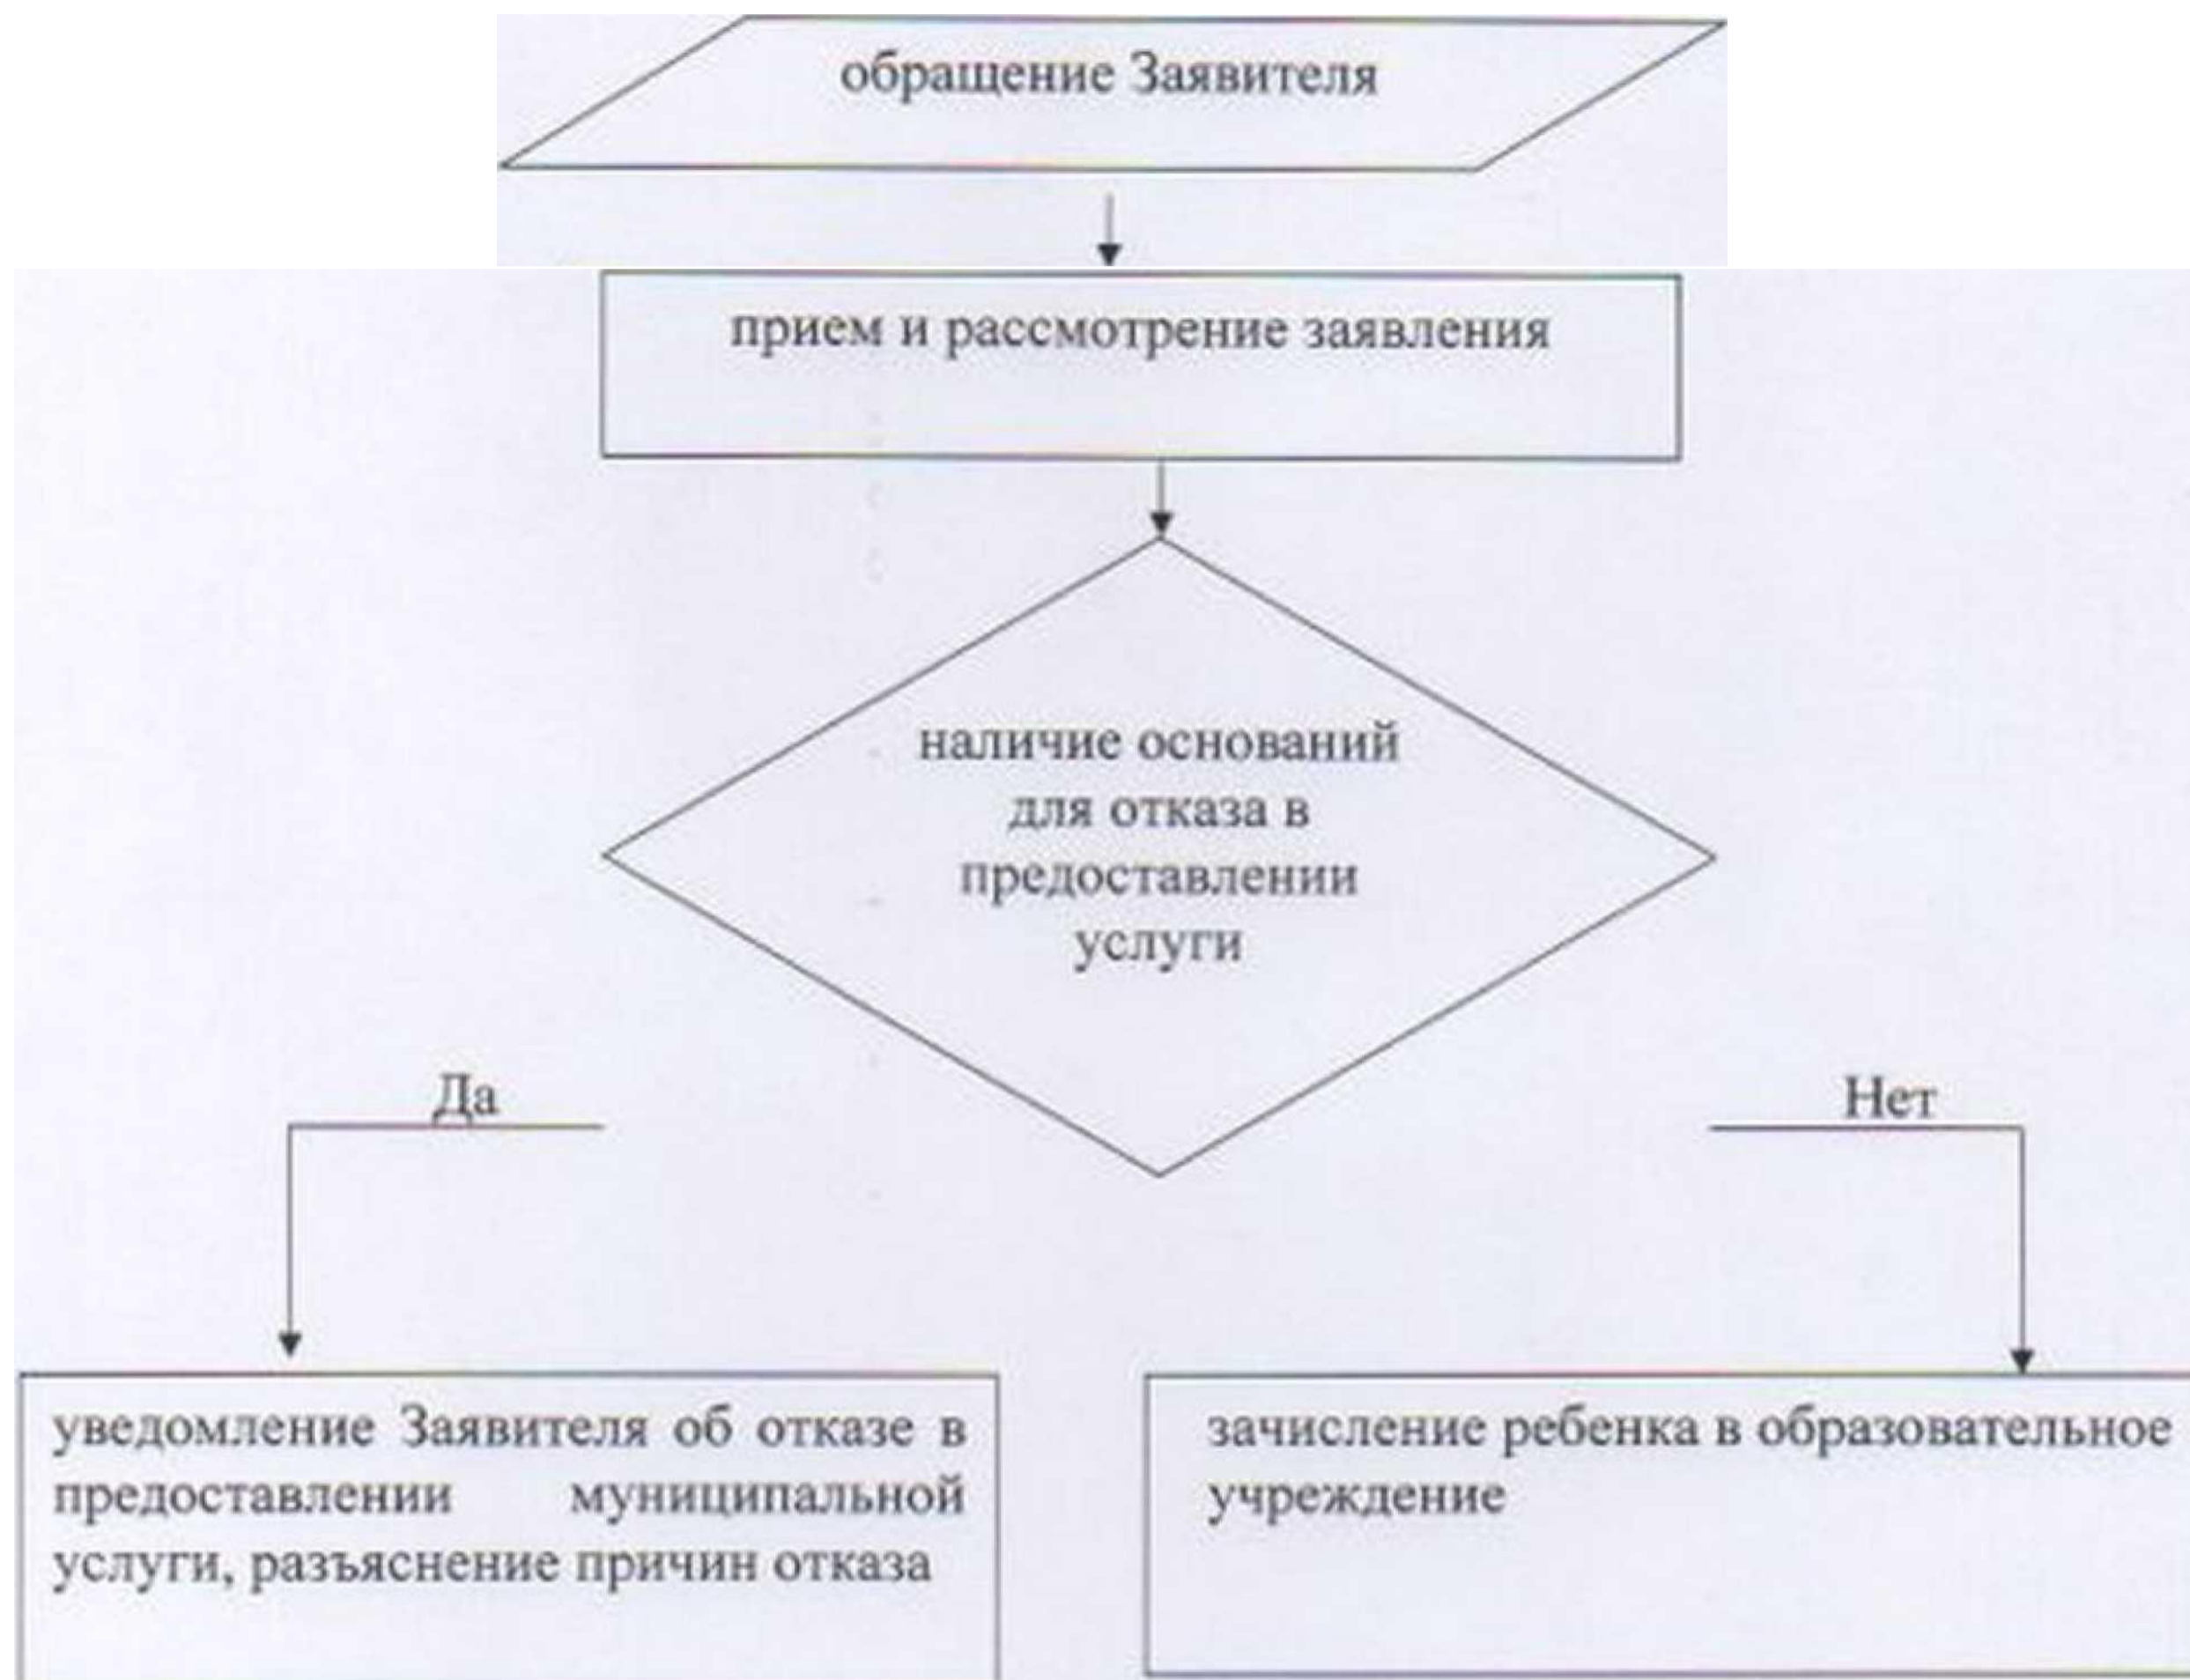 обращение Заявителя
прием и рассмотрение заявления
наличие оснований
для отказа в
предоставлении
услуги
Да
Нет
уведомление Заявителя об отказе в
предоставлении муниципальной
услуги, разъяснение причин отказа
зачисление ребенка в образовательное
учреждение